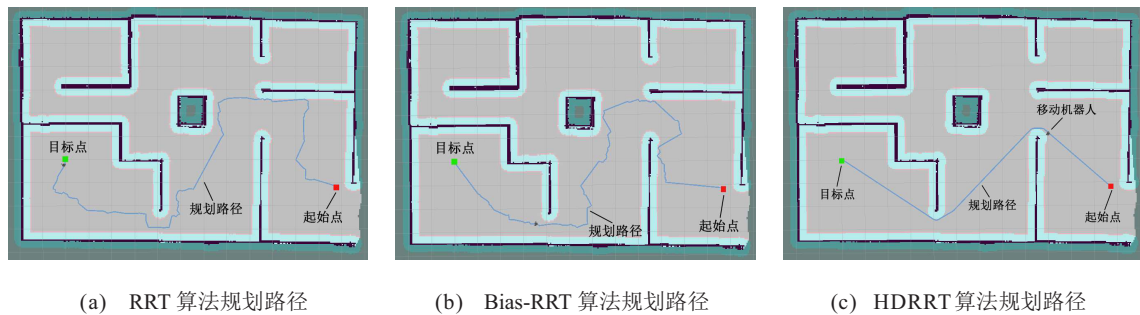 目标点
规划路径
起始点
目标点
规划路径
起始点
移动机器人
目标点
规划路径
起始点
(a) RRT 算法规划路径
(b) Bias-RRT 算法规划路径
(c) HDRRT 算法规划路径